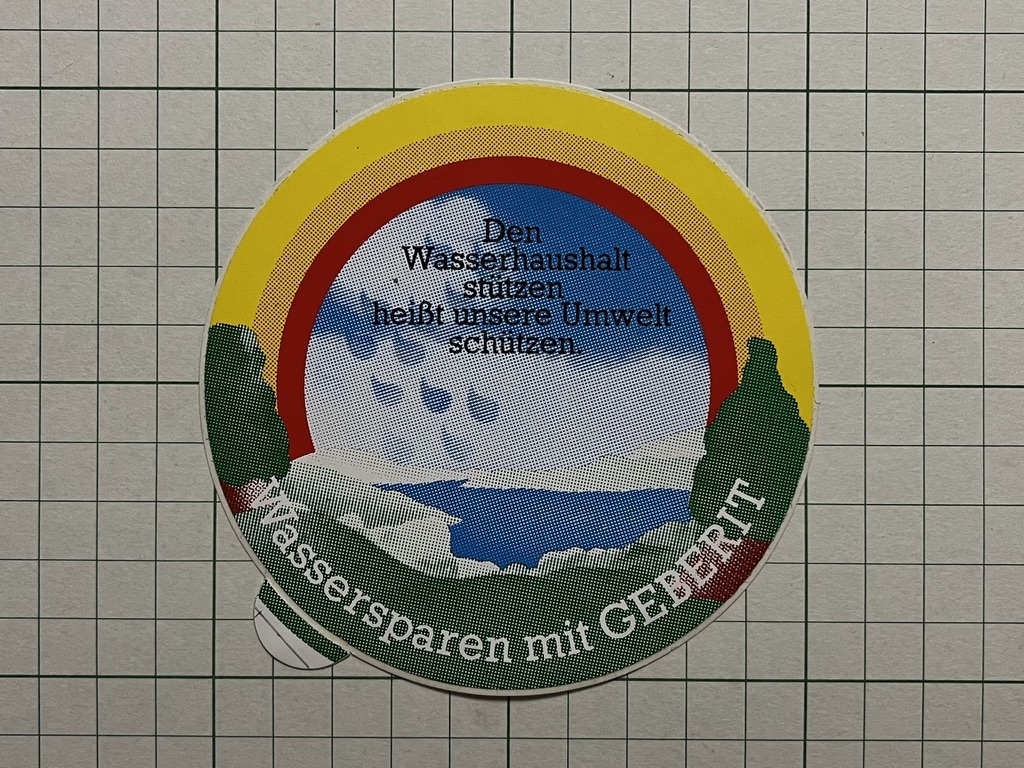 Den
Wasserhaushalt
stützen
heißt unsere Umwelt
schützen.
Wassersparen mit GEBERIT